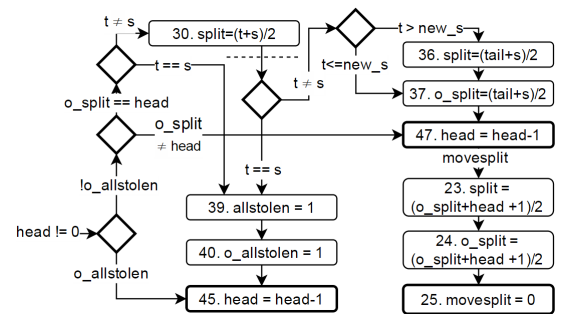 t ≠ s
30. split=(t+s)/2
t > new_s
36. split=(tail+s)/2
t == s
t<=new_s
t ≠ s
37. o_split=(tail+s)/2
o_split == head
o_split
≠ head
47. head = head-1
movesplit
t == s
!o_allstolen
23. split =
(o_split+head +1)/2
39. allstolen = 1
head != 0
24. o_split =
(o_split+head +1)/2
40. o_allstolen = 1
o_allstolen
45. head = head-1
25. movesplit = 0